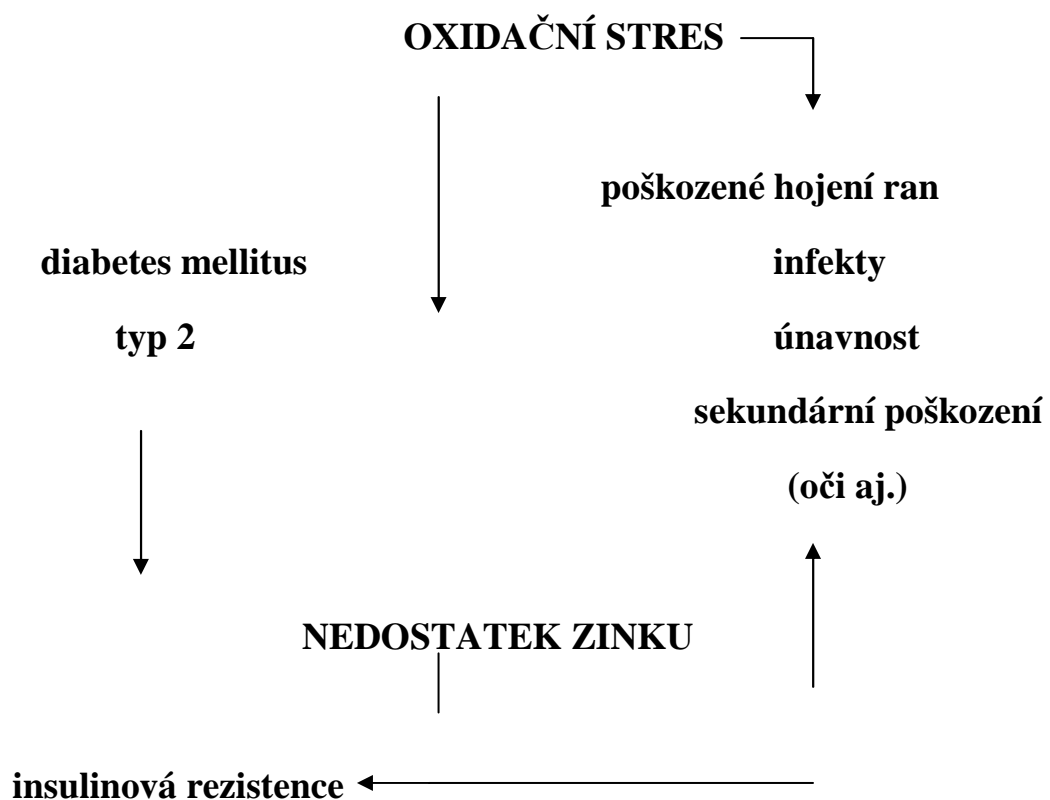 OXIDAČNÍ STRES
poškozené hojení ran
diabetes mellitus
infekty
typ 2
únavnost
sekundární poškození
(oči aj.)
NEDOSTATEK ZINKU
insulinová rezistence